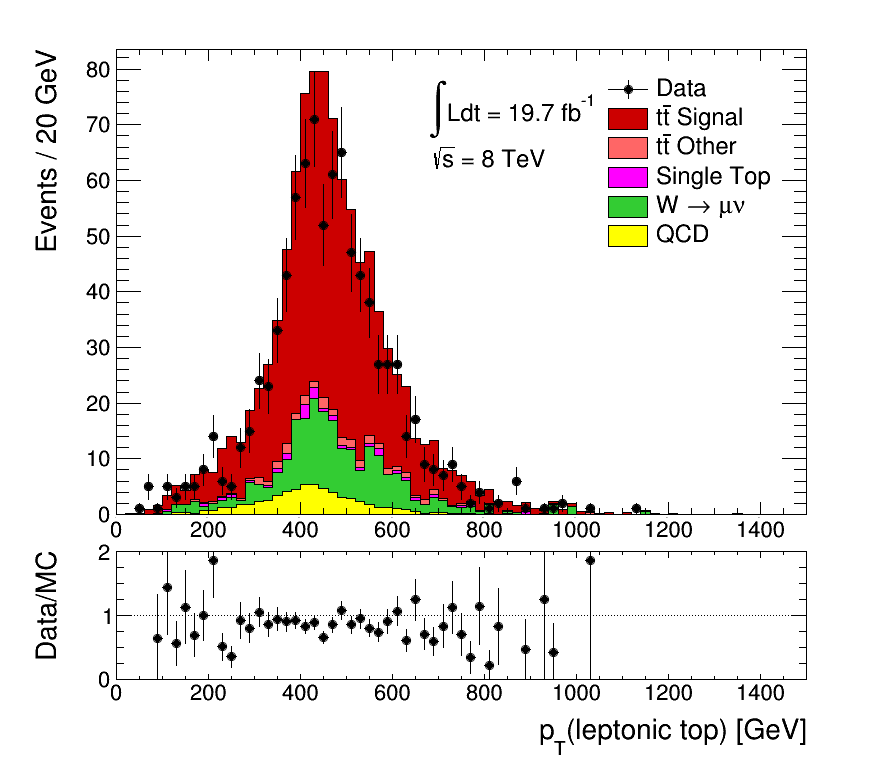 Events / 20 GeV
80
70
60
50
40
30
20
10
0
∫Ldt = 19.7 fb⁻¹
√s = 8 TeV
Data
tt̄ Signal
tt̄ Other
Single Top
W → μν
QCD
0 200 400 600 800 1000 1200 1400
Data/MC
2
1
0
0 200 400 600 800 1000 1200 1400
p_T(leptonic top) [GeV]